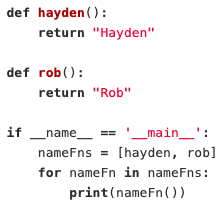 def hayden():
    return "Hayden"

def rob():
    return "Rob"

if __name__ == '__main__':
    nameFns = [hayden, rob]
    for nameFn in nameFns:
        print(nameFn())